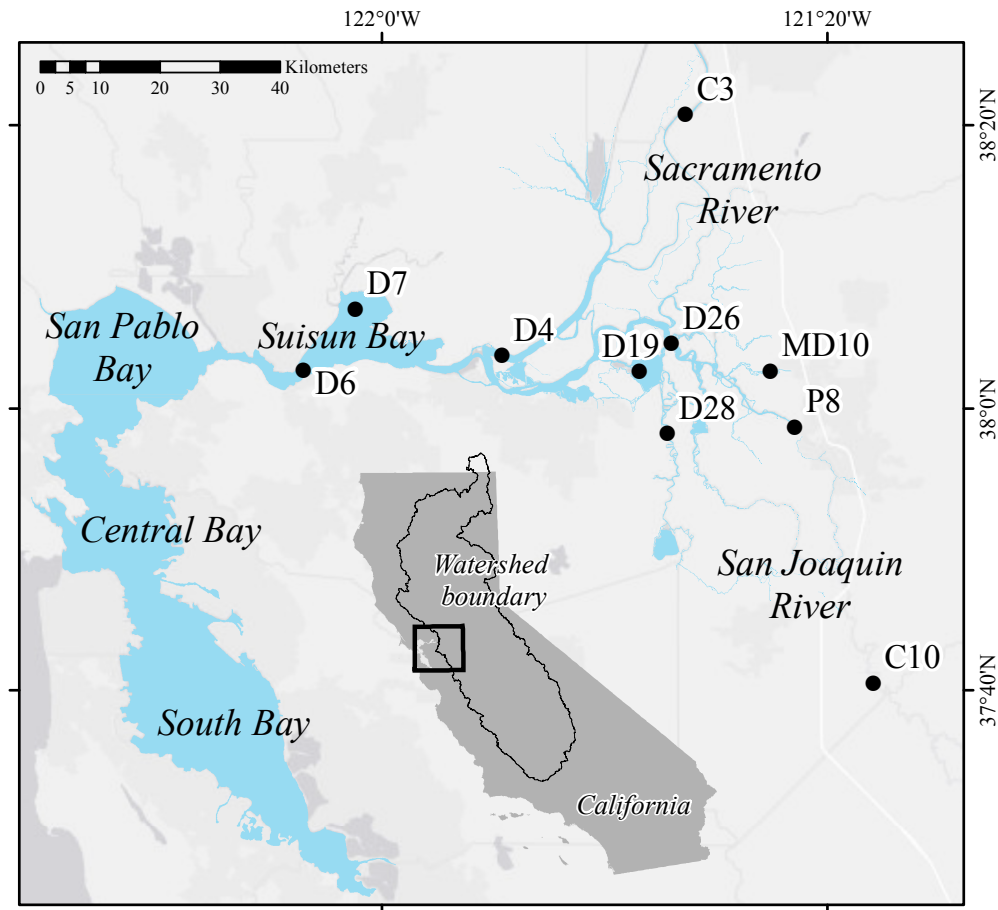 122°0'W
121°20'W
Kilometers
0 5 10 20 30 40
C3
38°20'N
Sacramento
River
D7
San Pablo
Bay
Suisun Bay
D4
D26
D19
MD10
D6
D28
P8
38°0'N
Central Bay
Watershed
boundary
San Joaquin
River
C10
37°40'N
South Bay
California